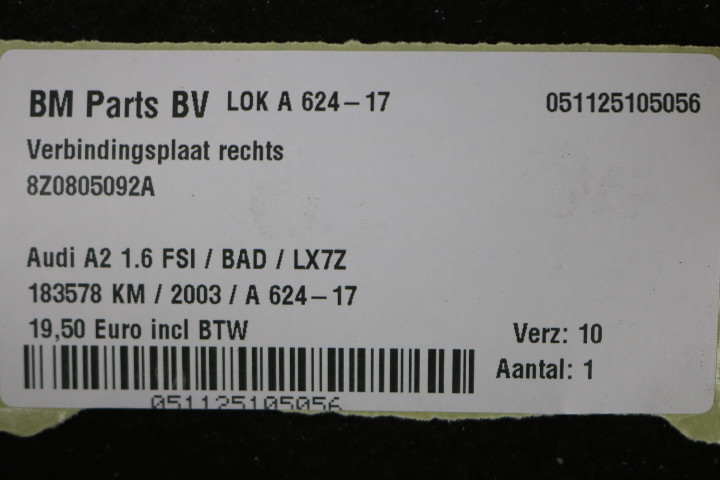 BM Parts BV LOK A 624-17 051125105056
Verbindingsplaat rechts
8Z0805092A
Audi A2 1.6 FSI / BAD / LX7Z
183578 KM / 2003 / A 624-17
19,50 Euro incl BTW Verz: 10
Aantal: 1
051125105056